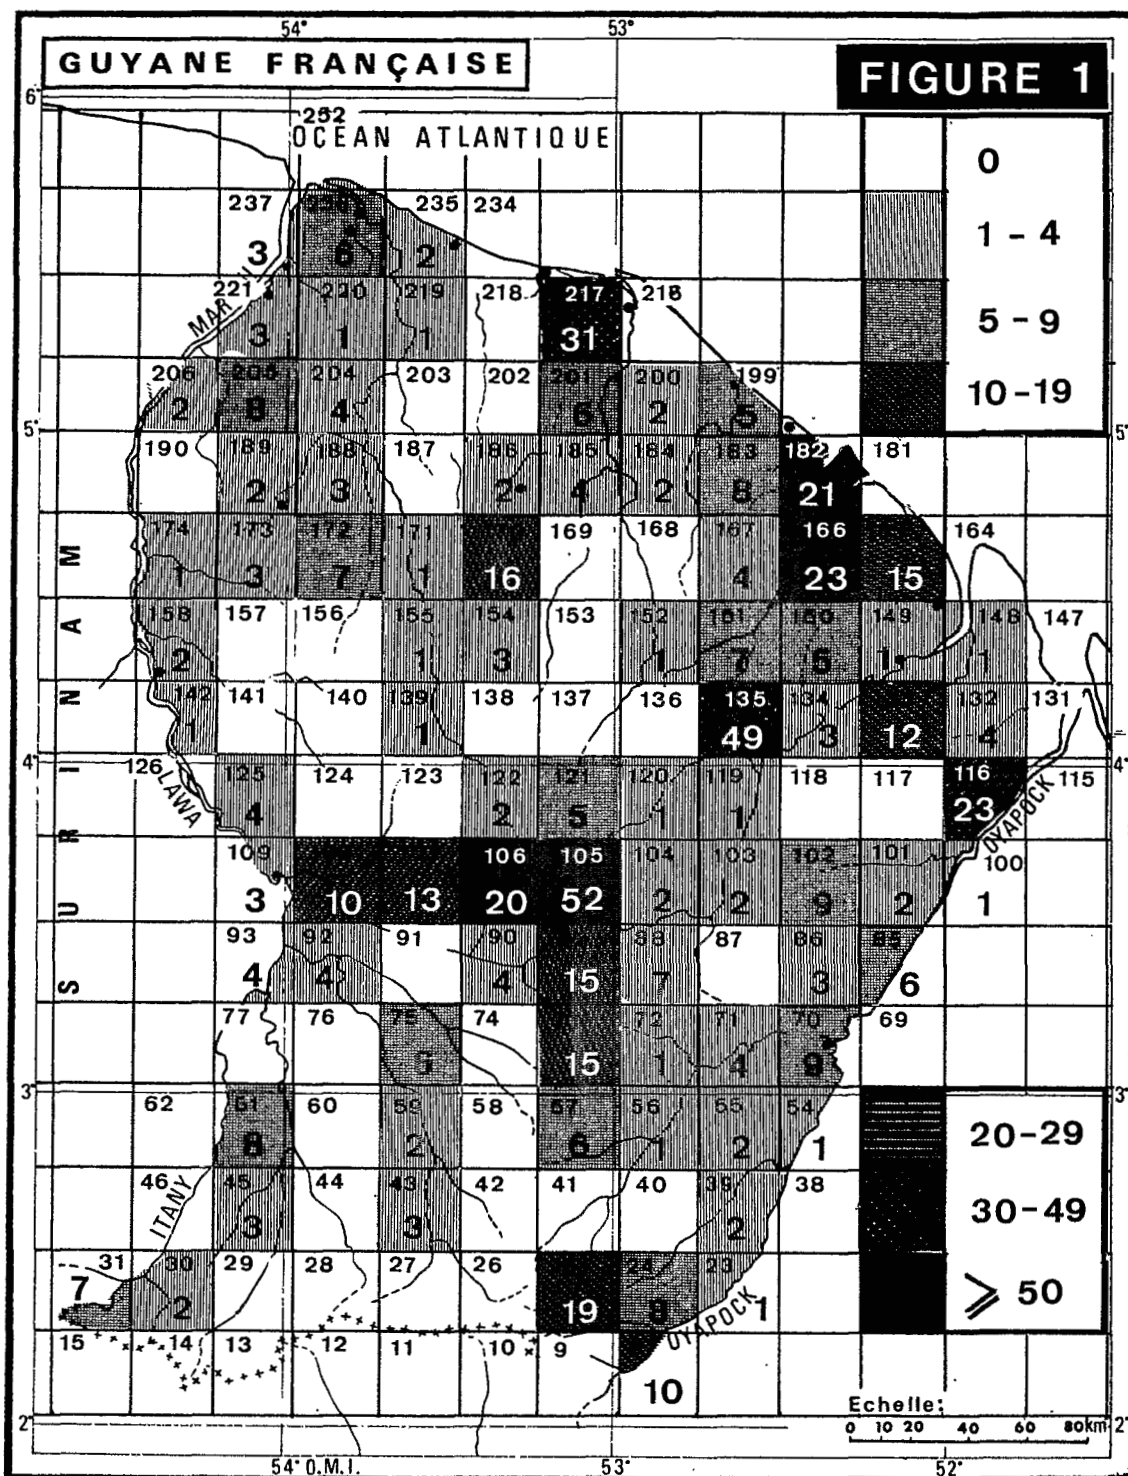 54° 53°
GUYANE FRANÇAISE
FIGURE 1
6°
252
OCEAN ATLANTIQUE
0
237 236 235 234
1 - 4
3 6 2
221 220 219 218 217 216
5 - 9
MARONI
3 1 1 31
206 205 204 203 202 201 200 199
10-19
2 8 4 6 2 5
5° 5°
190 189 188 187 186 185 184 183 182 181
2 3 2 4 2 8 21
174 173 172 171 169 168 167 166 164
1 3 7 1 16 4 23 15
158 157 156 155 154 153 152 151 150 149 148 147
2 1 3 1 7 1 1
142 141 140 139 138 137 136 135 134 132 131
1 1 49 3 12 4
4° 4°
126 125 124 123 122 121 120 119 118 117 116 115
LAWA
4 2 5 1 1 23
OYAPOCK
109 106 105 104 103 102 101 100
3 10 13 20 52 2 2 9 2 1
93 92 91 90 88 87 86 85
4 4 4 15 7 3 6
SURINAM
77 76 75 74 72 71 70 69
15 1 4 9
3° 3°
62 61 60 59 58 57 56 55 54
8 2 6 1 2 1
20-29
46 45 44 43 42 41 40 39 38
ITANY
3 3 2
30-49
31 30 29 28 27 26 24 23
7 2 19 1
⩾ 50
OYAPOCK
15 14 13 12 11 10 9
10
Echelle:
0 10 20 40 60 80km
2° 2°
54° O.M.I. 53° 52°